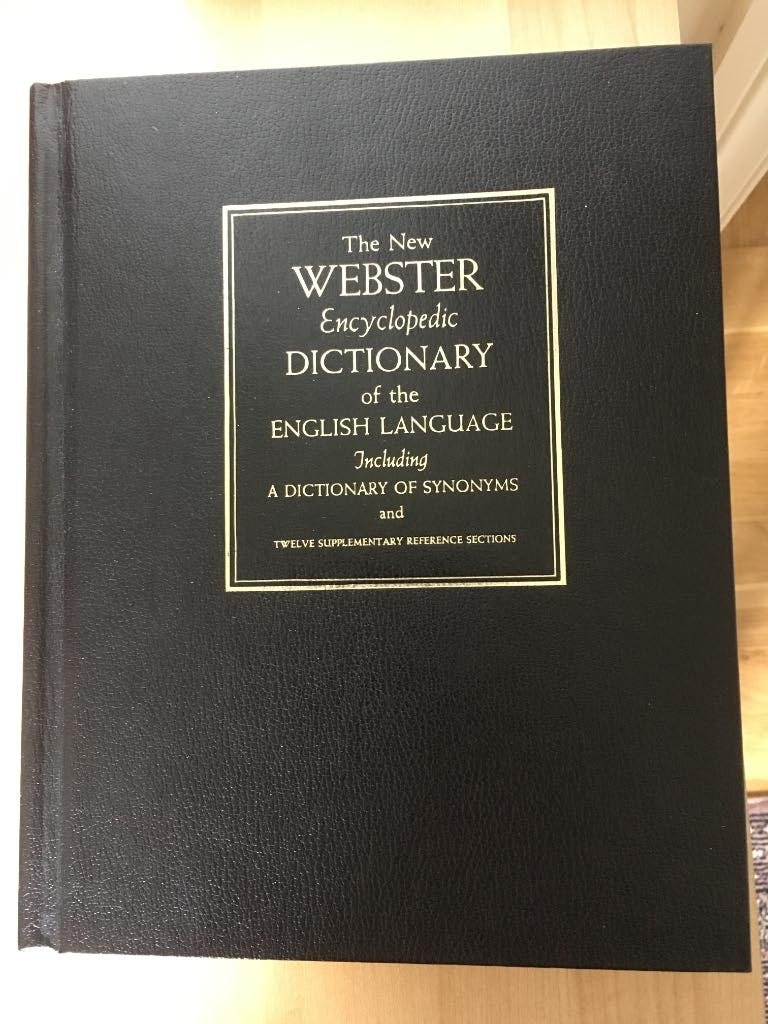 The New
WEBSTER
Encyclopedic
DICTIONARY
of the
ENGLISH LANGUAGE
Including
A DICTIONARY OF SYNONYMS
and
TWELVE SUPPLEMENTARY REFERENCE SECTIONS